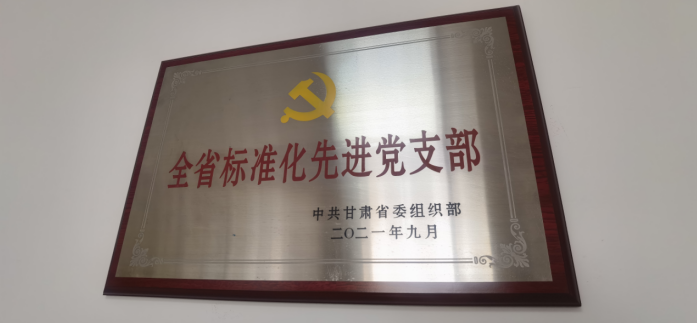 全省标准化先进党支部
中共甘肃省委组织部
二〇二一年九月